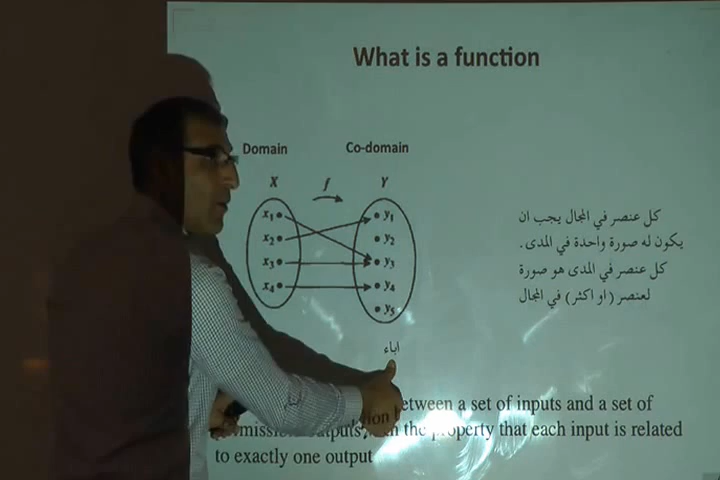 What is a function
Domain
Co-domain
X
f
Y
x₁
x₂
x₃
x₄
y₁
y₂
y₃
y₄
y₅
كل عنصر في المجال يجب ان
يكون له صورة واحدة في المدى.
كل عنصر في المدى هو صورة
لعنصر (او اكثر) في المجال
اباء
between a set of inputs and a set of
outputs, the property that each input is related
to exactly one output